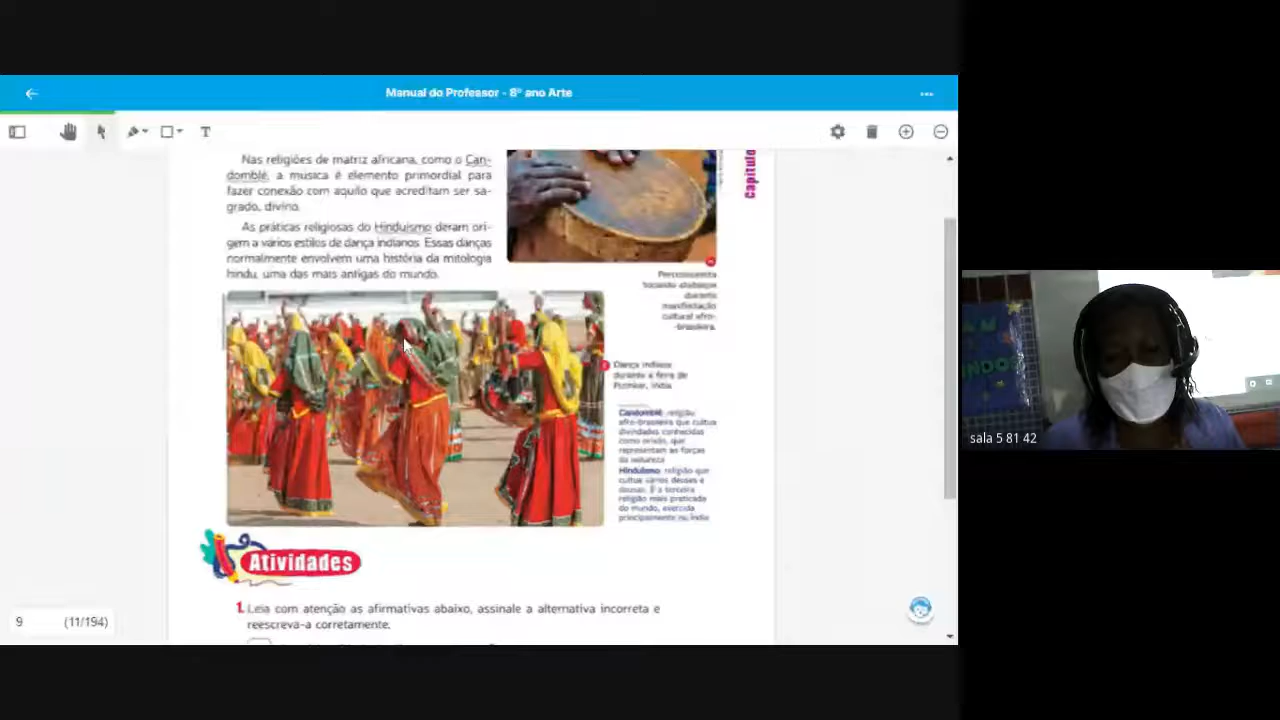 Manual do Professor - 8º ano Arte
T
Nas religiões de matriz africana, como o Can-
domblé, a música é elemento primordial para
fazer conexão com aquilo que acreditam ser sa-
grado, divino.
As práticas religiosas do Hinduísmo deram ori-
gem a vários estilos de dança indianos. Essas danças
normalmente envolvem uma história da mitologia
hindu, uma das mais antigas do mundo.
Capítulo
Percussionista
tocando atabaque
durante
manifestação
cultural afro-
-brasileira.
Dança indiana
durante a feira de
Pushkar, Índia
Candomblé: religião
afro-brasileira que cultua
divindades conhecidas
como orixás, que
representam as forças
da natureza
Hinduísmo: religião que
cultua vários deuses e
deusas. É a terceira
religião mais praticada
do mundo, exercida
principalmente na Índia
Atividades
1. Leia com atenção as afirmativas abaixo, assinale a alternativa incorreta e
reescreva-a corretamente.
9 (11/194)
sala 5 81 42